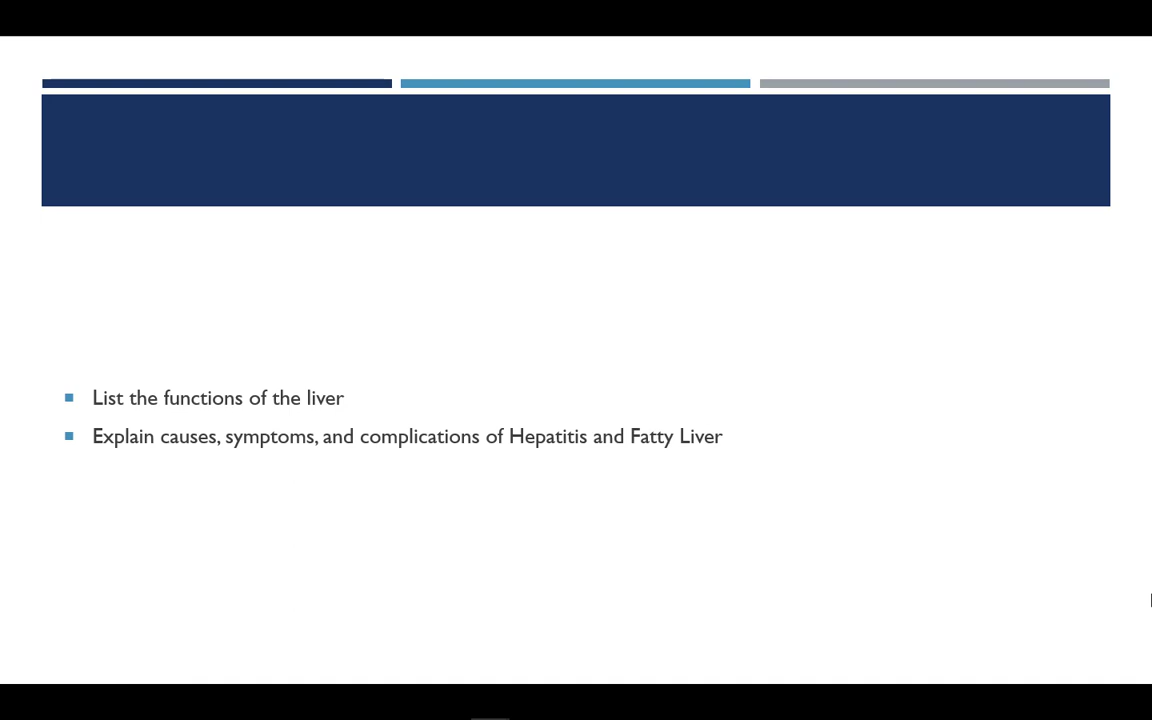 List the functions of the liver
Explain causes, symptoms, and complications of Hepatitis and Fatty Liver